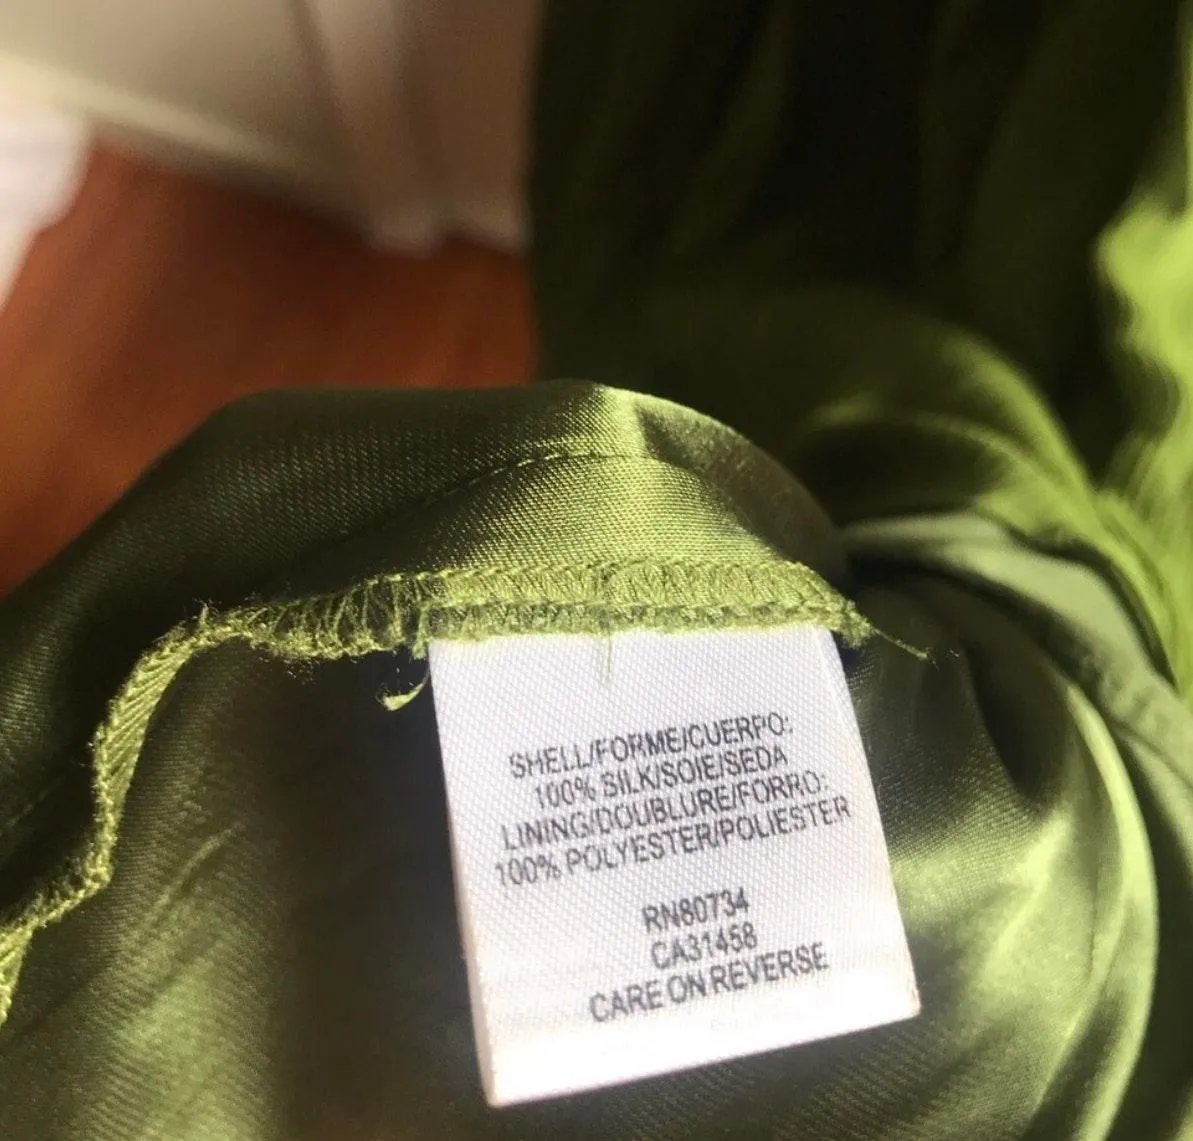 SHELL/FORME/CUERPO:
100% SILK/SOIE/SEDA
LINING/DOUBLURE/FORRO:
100% POLYESTER/POLIESTER
RN80734
CA31458
CARE ON REVERSE